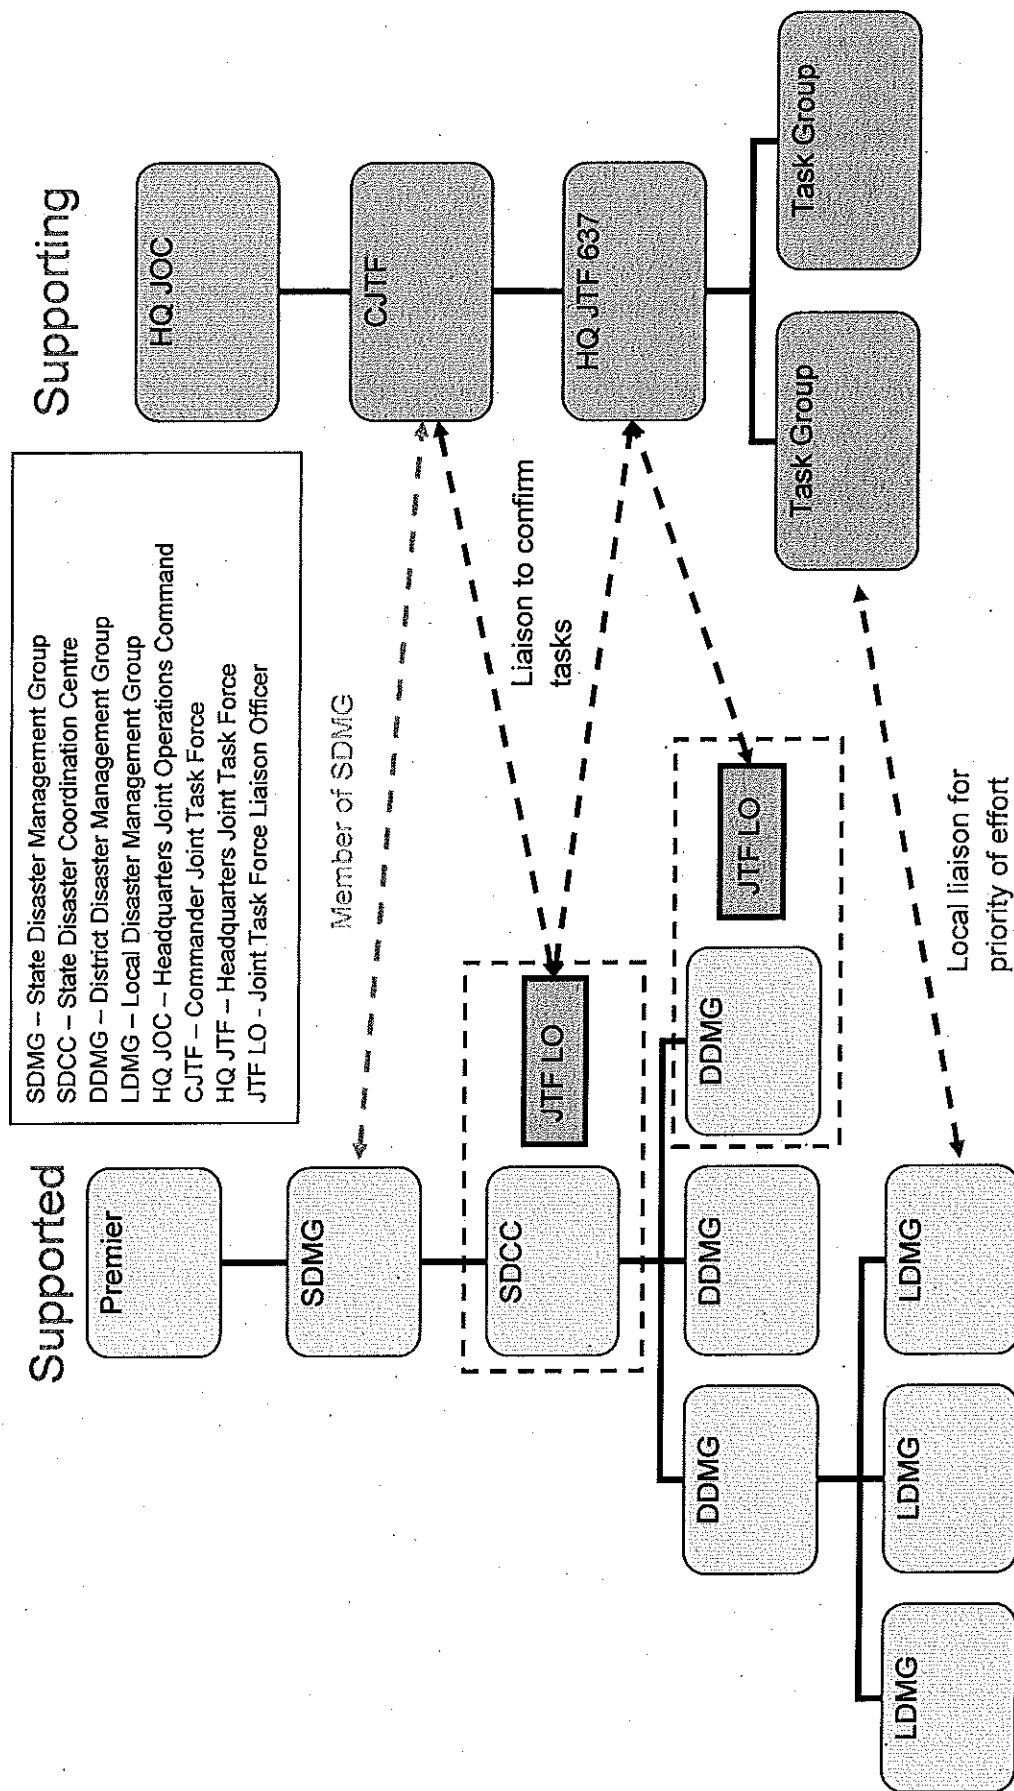 Supported
Supporting
SDMG – State Disaster Management Group
SDCC – State Disaster Coordination Centre
DDMG – District Disaster Management Group
LDMG – Local Disaster Management Group
HQ JOC – Headquarters Joint Operations Command
CJTF – Commander Joint Task Force
HQ JTF – Headquarters Joint Task Force
JTF LO - Joint Task Force Liaison Officer
Premier
HQ JOC
SDMG
Member of SDMG
CJTF
SDCC
JTF LO
Liaison to confirm
tasks
HQ JTF 637
DDMG
DDMG
DDMG
JTF LO
Task Group
Task Group
LDMG
LDMG
LDMG
Local liaison for
priority of effort